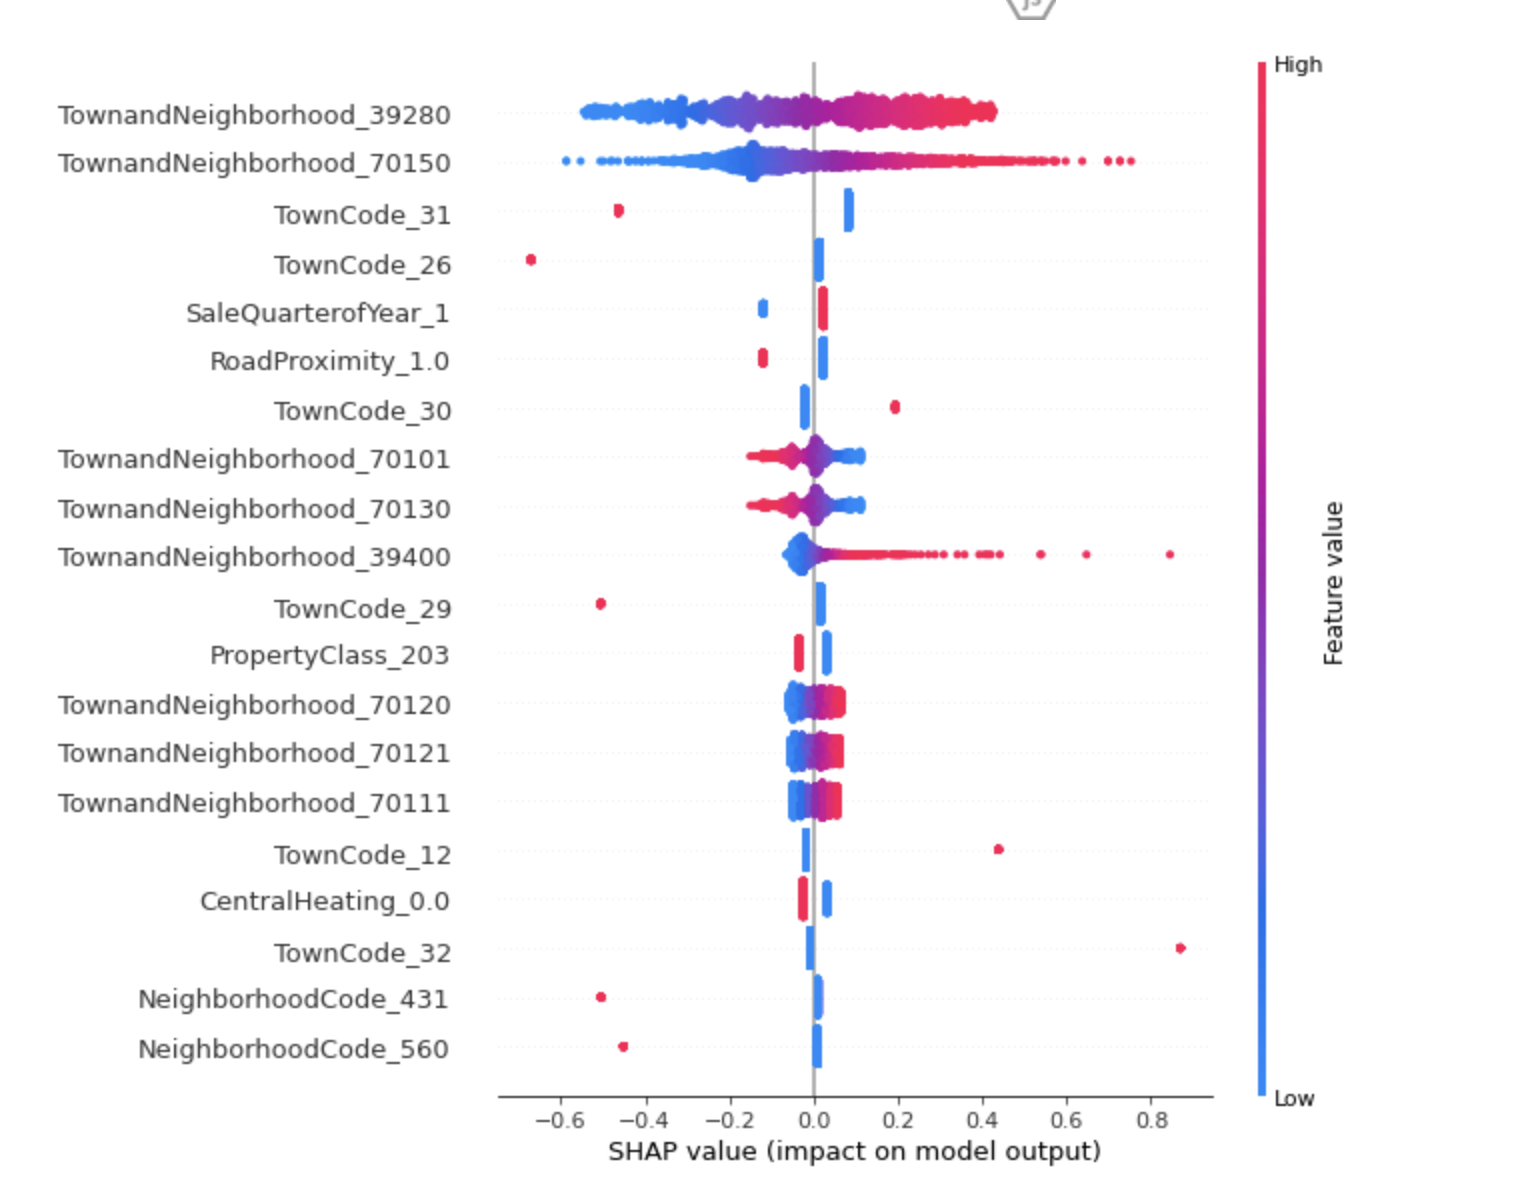 JS
High
TownandNeighborhood_39280
TownandNeighborhood_70150
TownCode_31
TownCode_26
SaleQuarterofYear_1
RoadProximity_1.0
TownCode_30
TownandNeighborhood_70101
TownandNeighborhood_70130
TownandNeighborhood_39400
TownCode_29
PropertyClass_203
TownandNeighborhood_70120
TownandNeighborhood_70121
TownandNeighborhood_70111
TownCode_12
CentralHeating_0.0
TownCode_32
NeighborhoodCode_431
NeighborhoodCode_560
Feature value
Low
−0.6 −0.4 −0.2 0.0 0.2 0.4 0.6 0.8
SHAP value (impact on model output)